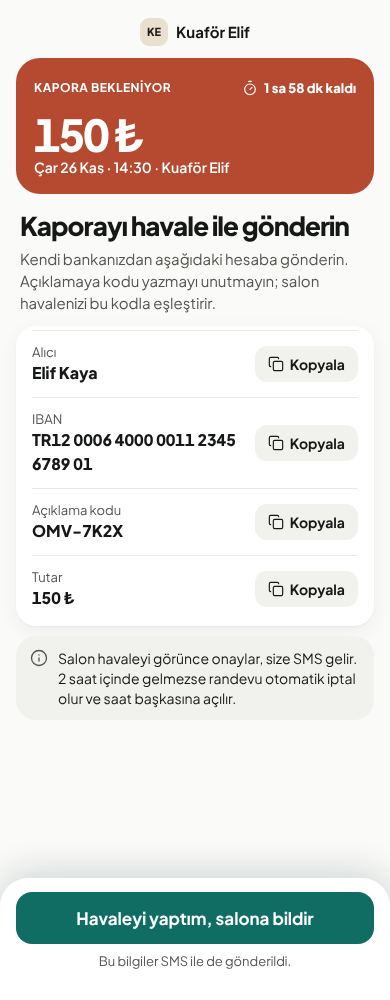 KE Kuaför Elif
KAPORA BEKLENİYOR 1 sa 58 dk kaldı
150 ₺
Çar 26 Kas · 14:30 · Kuaför Elif
Kaporayı havale ile gönderin
Kendi bankanızdan aşağıdaki hesaba gönderin.
Açıklamaya kodu yazmayı unutmayın; salon
havalenizi bu kodla eşleştirir.
Alıcı
Elif Kaya
Kopyala
IBAN
TR12 0006 4000 0011 2345
6789 01
Kopyala
Açıklama kodu
OMV-7K2X
Kopyala
Tutar
150 ₺
Kopyala
Salon havaleyi görünce onaylar, size SMS gelir.
2 saat içinde gelmezse randevu otomatik iptal
olur ve saat başkasına açılır.
Havaleyi yaptım, salona bildir
Bu bilgiler SMS ile de gönderildi.